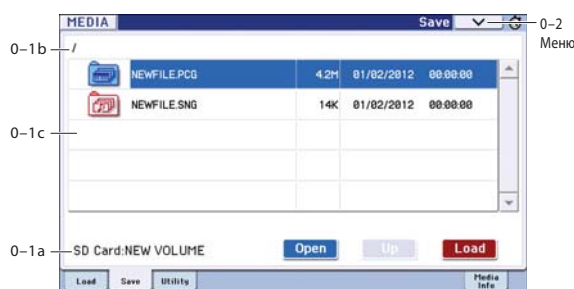 MEDIA Save 0–2
Меню
0–1b /
NEWFILE.PCG 4.2M 01/02/2012 00:00:00
NEWFILE.SNG 14K 01/02/2012 00:00:00
0–1c
0–1a SD Card:NEW VOLUME Open Up Load
Load Save Utility Media
Info